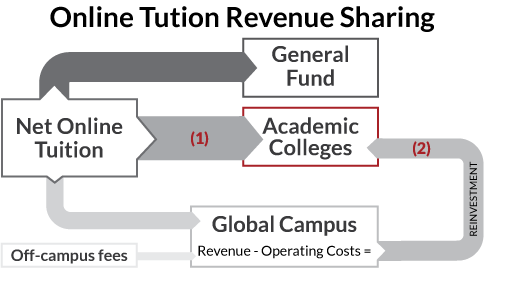 Online Tution Revenue Sharing
General
Fund
Net Online
Tuition
(1)
Academic
Colleges
(2)
REINVESTMENT
Global Campus
Revenue - Operating Costs =
Off-campus fees